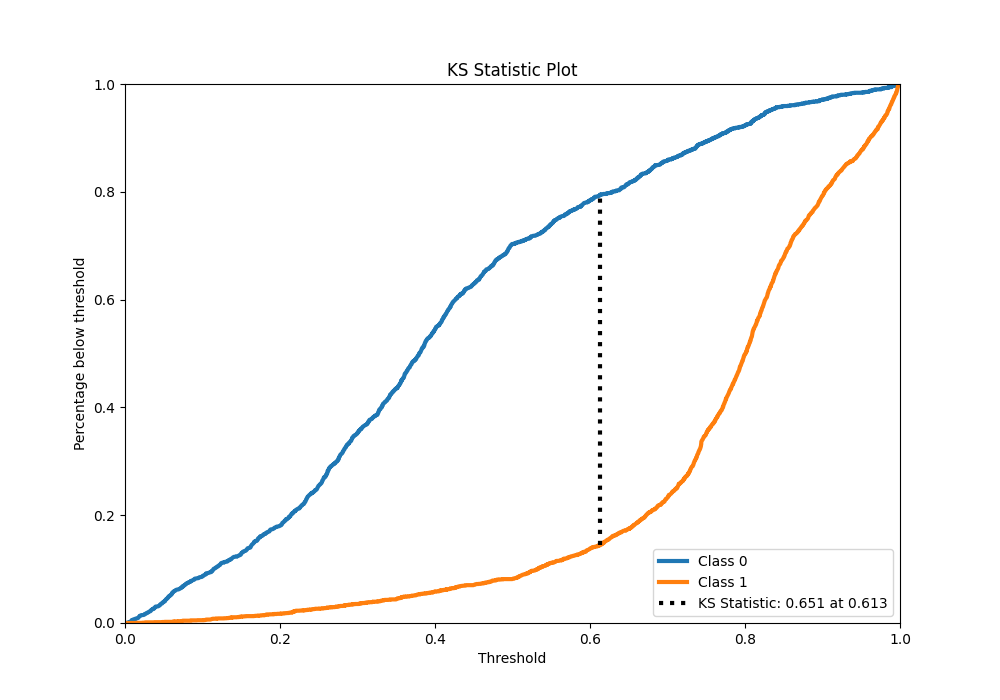 KS Statistic Plot
1.0
0.8
0.6
0.4
0.2
0.0
Percentage below threshold
0.0 0.2 0.4 0.6 0.8 1.0
Threshold
Class 0
Class 1
KS Statistic: 0.651 at 0.613